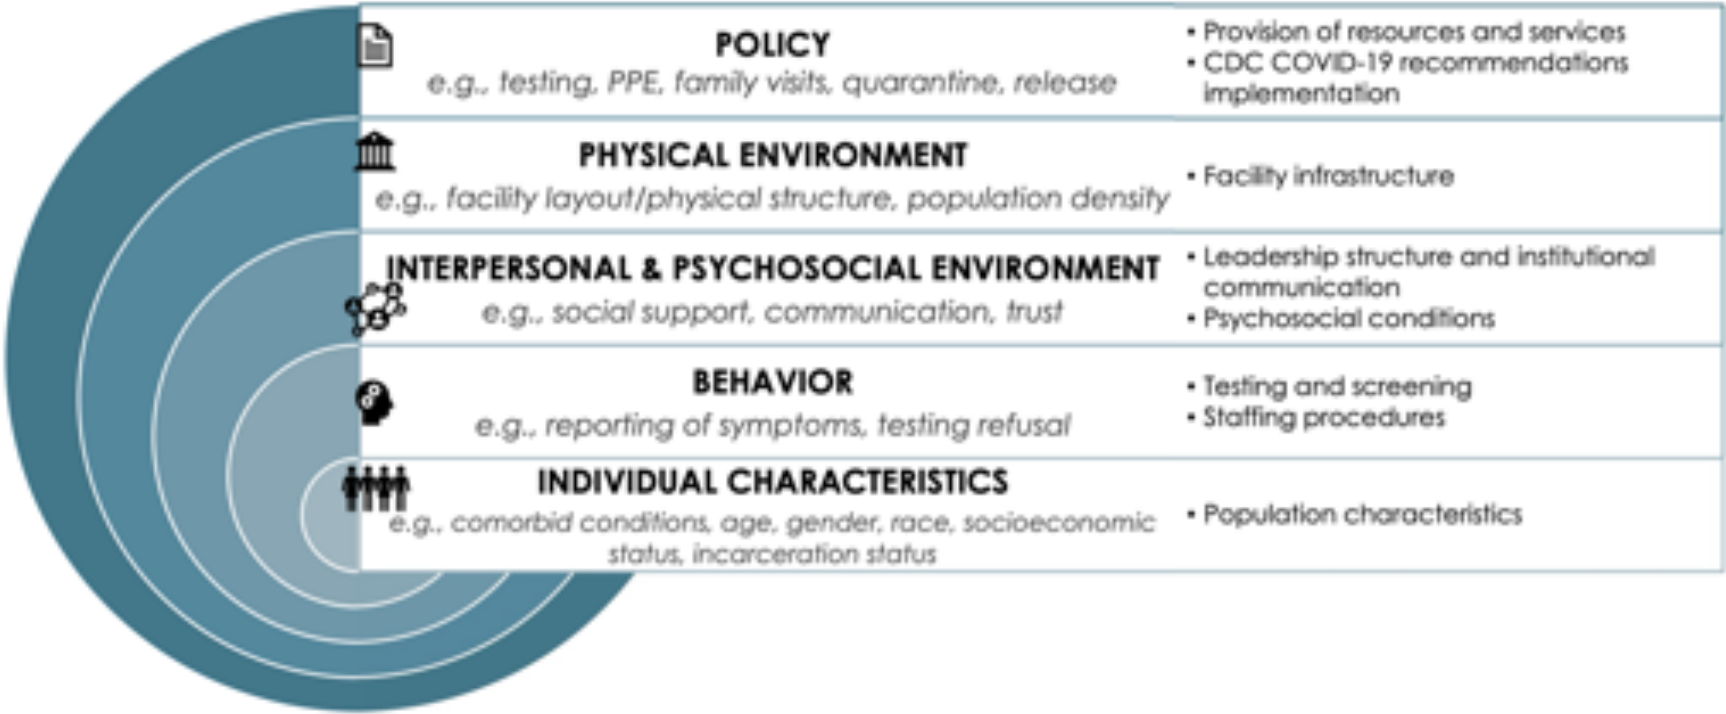 POLICY
e.g., testing, PPE, family visits, quarantine, release
• Provision of resources and services
• CDC COVID-19 recommendations
implementation
PHYSICAL ENVIRONMENT
e.g., facility layout/physical structure, population density
• Facility infrastructure
INTERPERSONAL & PSYCHOSOCIAL ENVIRONMENT
e.g., social support, communication, trust
• Leadership structure and institutional
communication
• Psychosocial conditions
BEHAVIOR
e.g., reporting of symptoms, testing refusal
• Testing and screening
• Staffing procedures
INDIVIDUAL CHARACTERISTICS
e.g., comorbid conditions, age, gender, race, socioeconomic
status, incarceration status
• Population characteristics